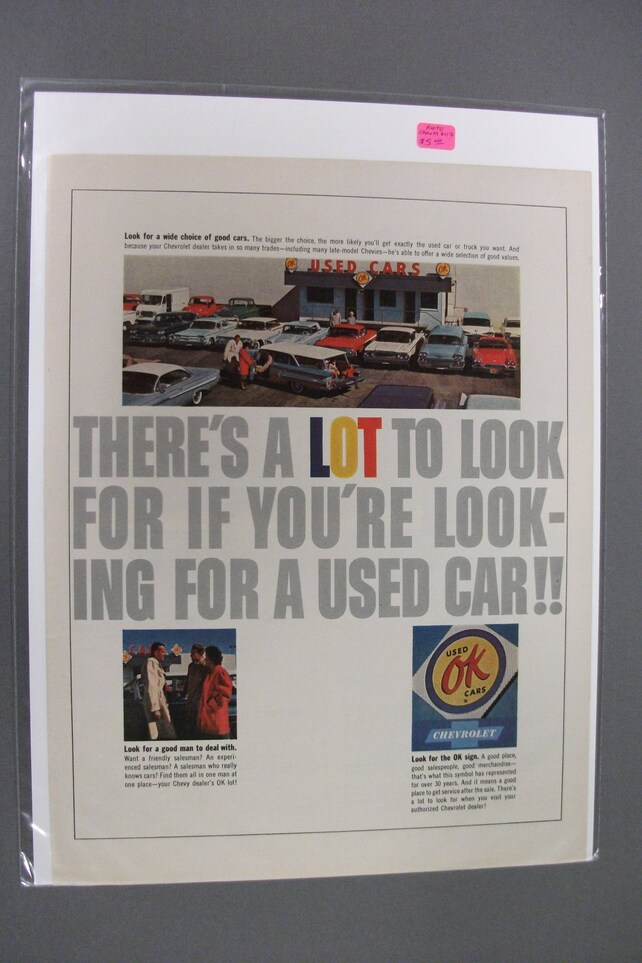 AUTO
$5.00
Look for a wide choice of good cars. The bigger the choice, the more likely you'll get exactly the used car or truck you want. And
because your Chevrolet dealer takes in so many trades—including many late-model Chevies—he's able to offer a wide selection of good values.
OK USED CARS OK
OK
THERE'S A LOT TO LOOK
FOR IF YOU'RE LOOK-
ING FOR A USED CAR!!
USED
OK
CARS
CHEVROLET
Look for a good man to deal with.
Want a friendly salesman? An experi-
enced salesman? A salesman who really
knows cars? Find them all in one man at
one place—your Chevy dealer's OK lot!
Look for the OK sign. A good place,
good salespeople, good merchandise—
that's what this symbol has represented
for over 30 years. And it means a good
place to get service after the sale. There's
a lot to look for when you visit your
authorized Chevrolet dealer!